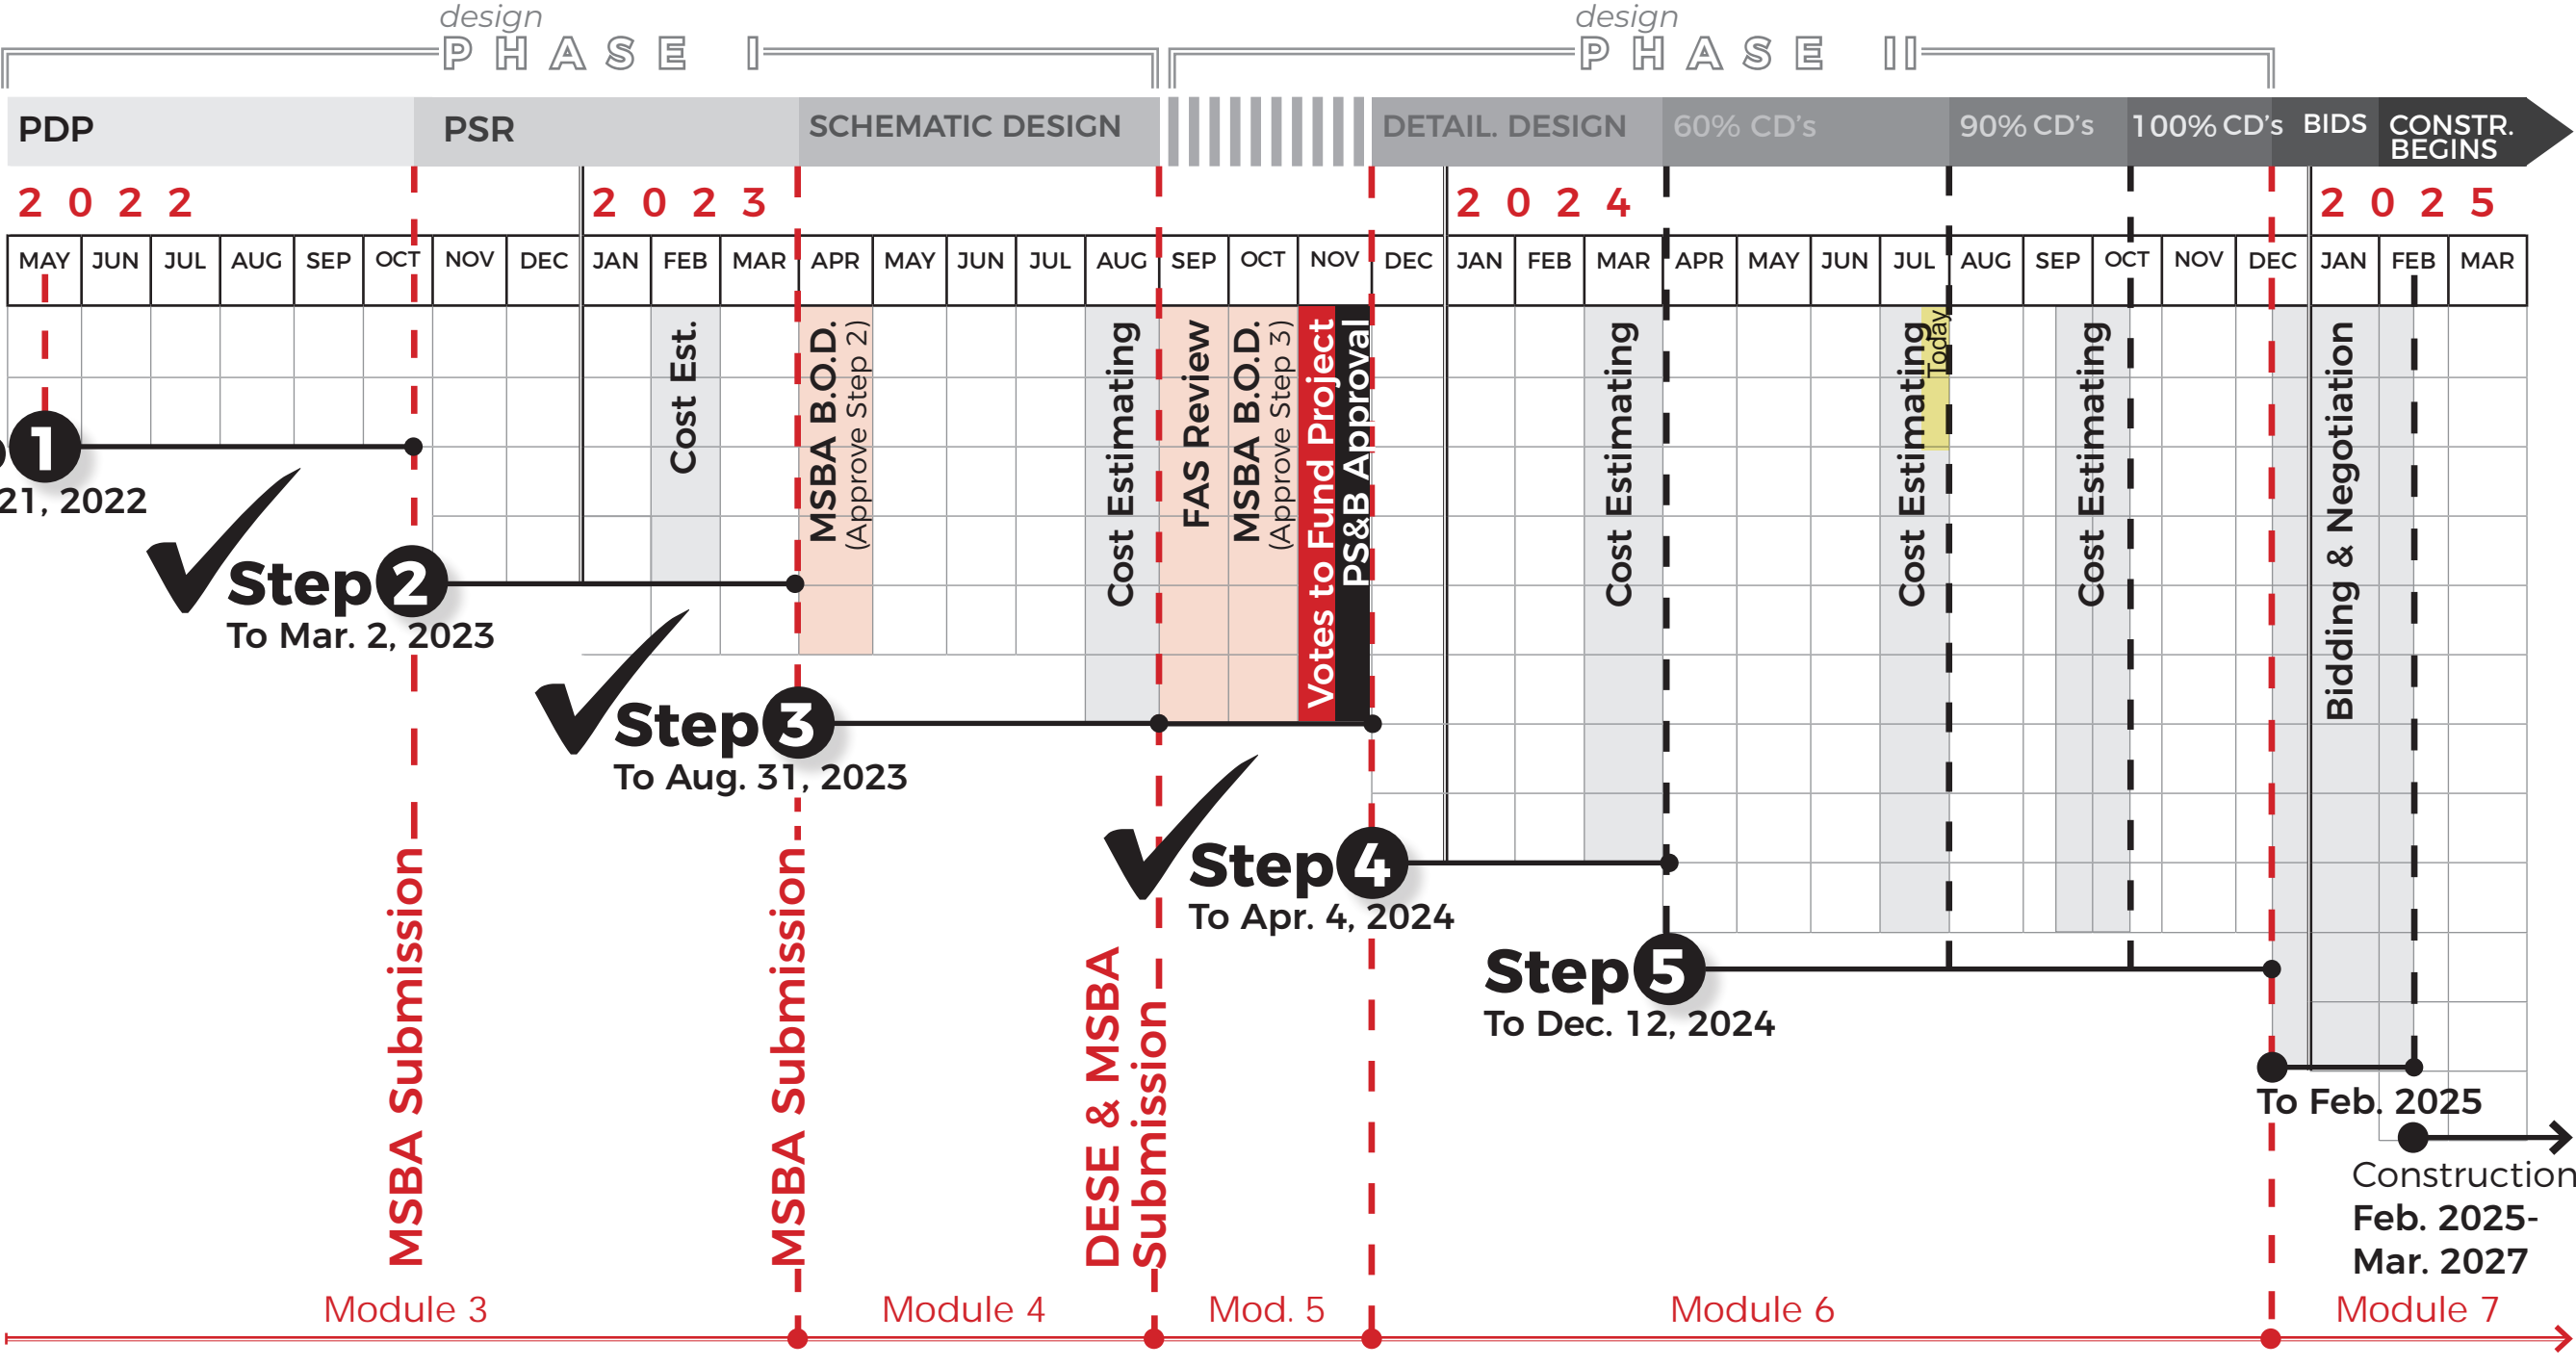 design
PHASE I
design
PHASE II
PDP
PSR
SCHEMATIC DESIGN
DETAIL. DESIGN
60% CD's
90% CD's
100% CD's
BIDS
CONSTR.
BEGINS
2022
2023
2024
2025
MAY JUN JUL AUG SEP OCT NOV DEC JAN FEB MAR APR MAY JUN JUL AUG SEP OCT NOV DEC JAN FEB MAR APR MAY JUN JUL AUG SEP OCT NOV DEC JAN FEB MAR
Cost Est.
MSBA B.O.D.
(Approve Step 2)
Cost Estimating
FAS Review
MSBA B.O.D.
(Approve Step 3)
Votes to Fund Project
PS&B Approval
Cost Estimating
Cost Estimating
Today
Cost Estimating
Bidding & Negotiation
1
21, 2022
Step 2
To Mar. 2, 2023
Step 3
To Aug. 31, 2023
Step 4
To Apr. 4, 2024
Step 5
To Dec. 12, 2024
To Feb. 2025
Construction
Feb. 2025-
Mar. 2027
MSBA Submission
MSBA Submission
DESE & MSBA
Submission
Module 3
Module 4
Mod. 5
Module 6
Module 7